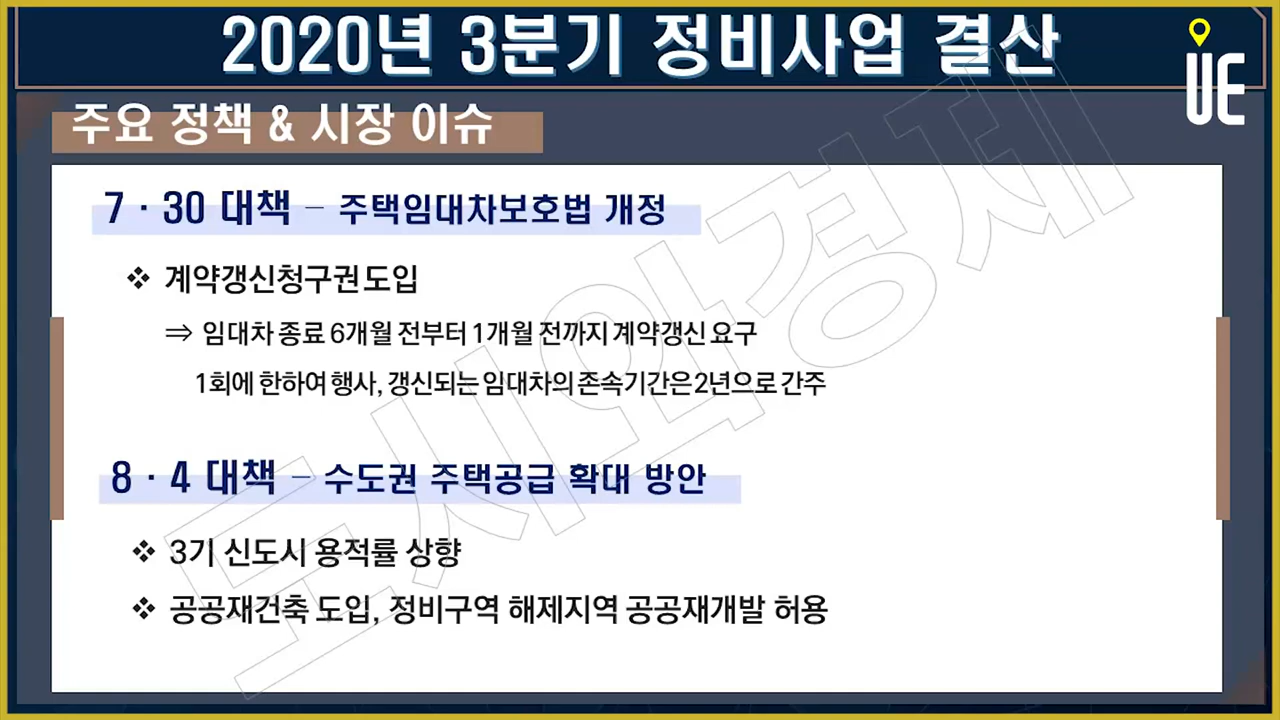 2020년 3분기 정비사업 결산
UE
주요 정책 & 시장 이슈
7 · 30 대책 – 주택임대차보호법 개정
❖ 계약갱신청구권 도입
⇒ 임대차 종료 6개월 전부터 1개월 전까지 계약갱신 요구
1회에 한하여 행사, 갱신되는 임대차의 존속기간은 2년으로 간주
8 · 4 대책 – 수도권 주택공급 확대 방안
❖ 3기 신도시 용적률 상향
❖ 공공재건축 도입, 정비구역 해제지역 공공재개발 허용
도시와경제